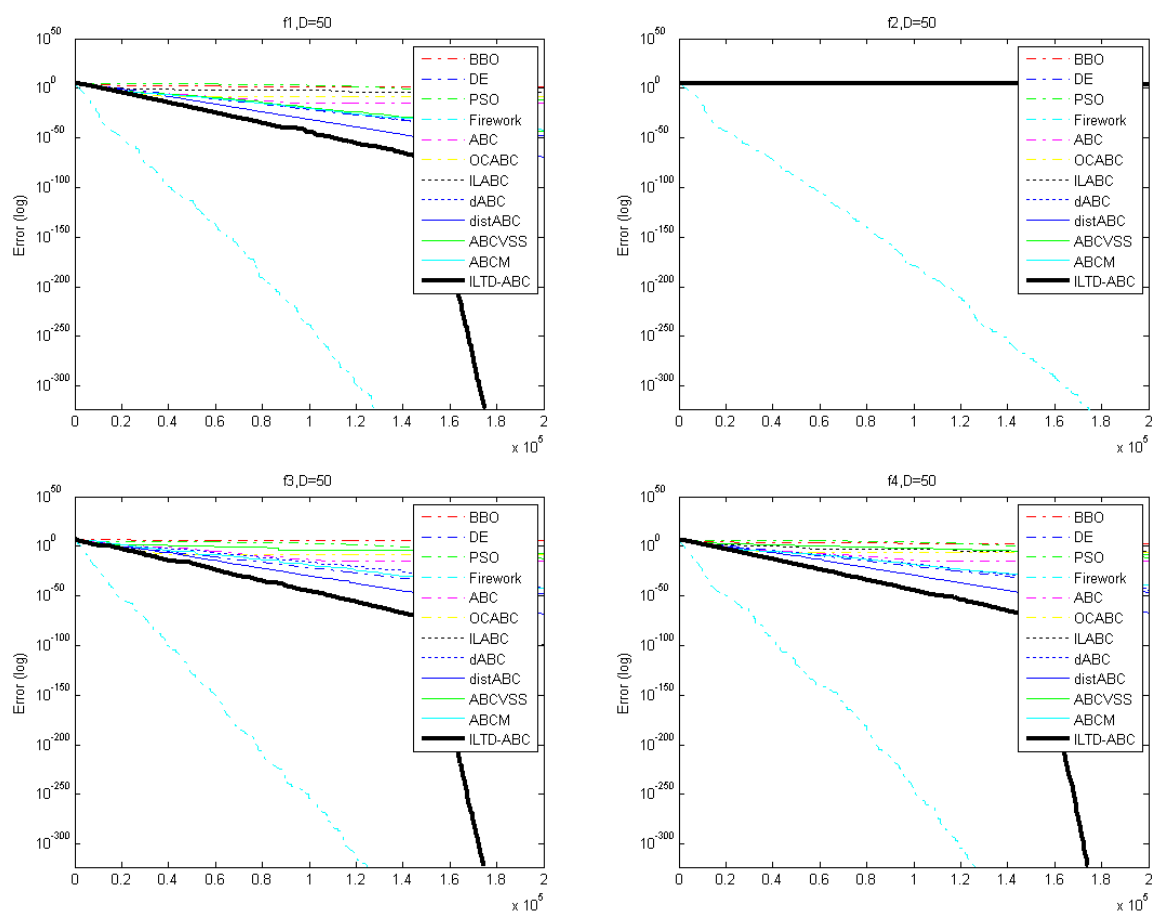 f1,D=50
10^50
10^0
10^-50
10^-100
10^-150
10^-200
10^-250
10^-300
Error (log)
0 0.2 0.4 0.6 0.8 1 1.2 1.4 1.6 1.8 2
x 10^5
BBO
DE
PSO
Firework
ABC
OCABC
ILABC
dABC
distABC
ABCVSS
ABCM
ILTD-ABC
f2,D=50
10^50
10^0
10^-50
10^-100
10^-150
10^-200
10^-250
10^-300
Error (log)
0 0.2 0.4 0.6 0.8 1 1.2 1.4 1.6 1.8 2
x 10^5
BBO
DE
PSO
Firework
ABC
OCABC
ILABC
dABC
distABC
ABCVSS
ABCM
ILTD-ABC
f3,D=50
10^50
10^0
10^-50
10^-100
10^-150
10^-200
10^-250
10^-300
Error (log)
0 0.2 0.4 0.6 0.8 1 1.2 1.4 1.6 1.8 2
x 10^5
BBO
DE
PSO
Firework
ABC
OCABC
ILABC
dABC
distABC
ABCVSS
ABCM
ILTD-ABC
f4,D=50
10^50
10^0
10^-50
10^-100
10^-150
10^-200
10^-250
10^-300
Error (log)
0 0.2 0.4 0.6 0.8 1 1.2 1.4 1.6 1.8 2
x 10^5
BBO
DE
PSO
Firework
ABC
OCABC
ILABC
dABC
distABC
ABCVSS
ABCM
ILTD-ABC